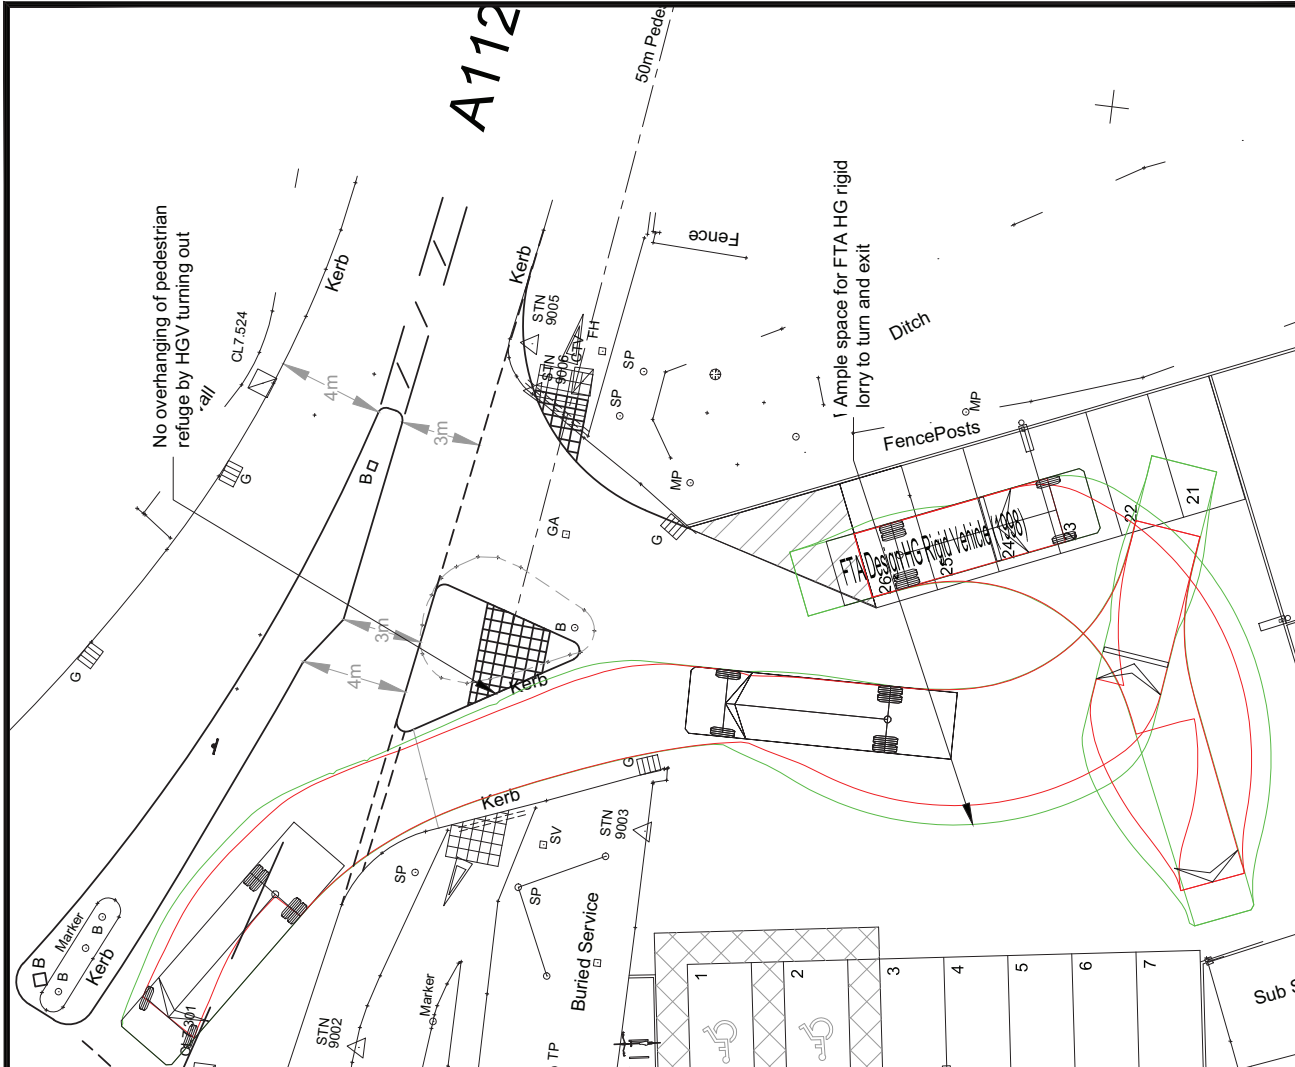 A112
50m Pede
No overhanging of pedestrian
refuge by HGV turning out
Kerb
CL7.524
all
4m
3m
B
G
Kerb
STN
9005
FH
CTV
STN
9006
SP
SP
Fence
Ample space for FTA HG rigid
lorry to turn and exit
Ditch
MP
FencePosts
MP
G
GA
FTA Design HG Rigid Vehicle (1998)
26
25
24
23
22
21
G
3m
4m
B
Kerb
G
Kerb
SV
STN
9003
SP
SP
Buried Service
Marker
B
B
B
Kerb
301
STN
9002
Marker
TP
1
2
3
4
5
6
7
Sub S